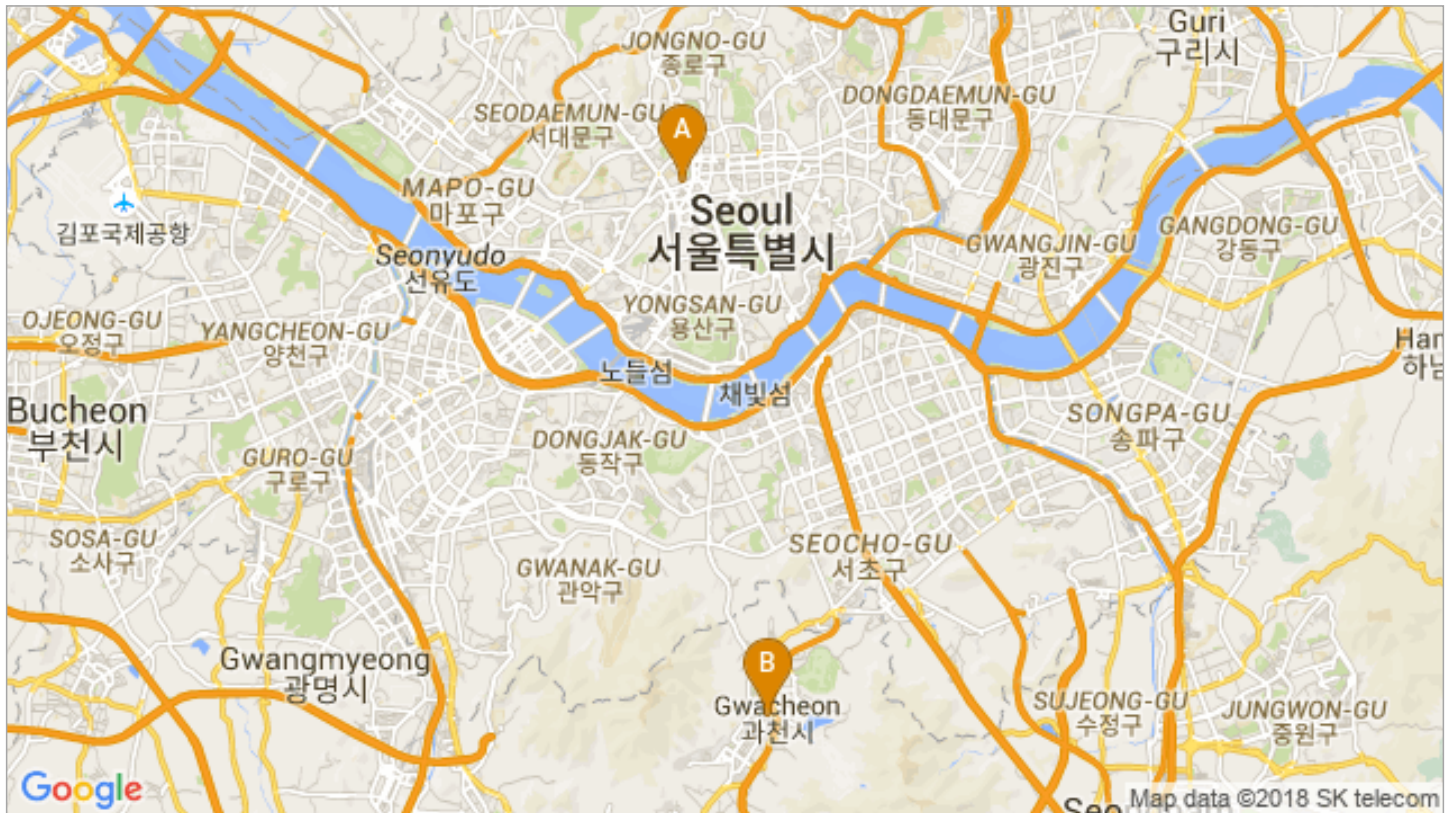 Guri
구리시
JONGNO-GU
종로구
DONGDAEMUN-GU
동대문구
SEODAEMUN-GU
서대문구
A
MAPO-GU
마포구
Seoul
서울특별시
김포국제공항
Seonyudo
선유도
GWANGJIN-GU
광진구
GANGDONG-GU
강동구
YONGSAN-GU
용산구
OJEONG-GU
오정구
YANGCHEON-GU
양천구
Han
하남
노들섬
채빛섬
Bucheon
부천시
SONGPA-GU
송파구
DONGJAK-GU
동작구
GURO-GU
구로구
SOSA-GU
소사구
SEOCHO-GU
서초구
GWANAK-GU
관악구
B
Gwangmyeong
광명시
Gwacheon
과천시
SUJEONG-GU
수정구
JUNGWON-GU
중원구
Google
Map data ©2018 SK telecom